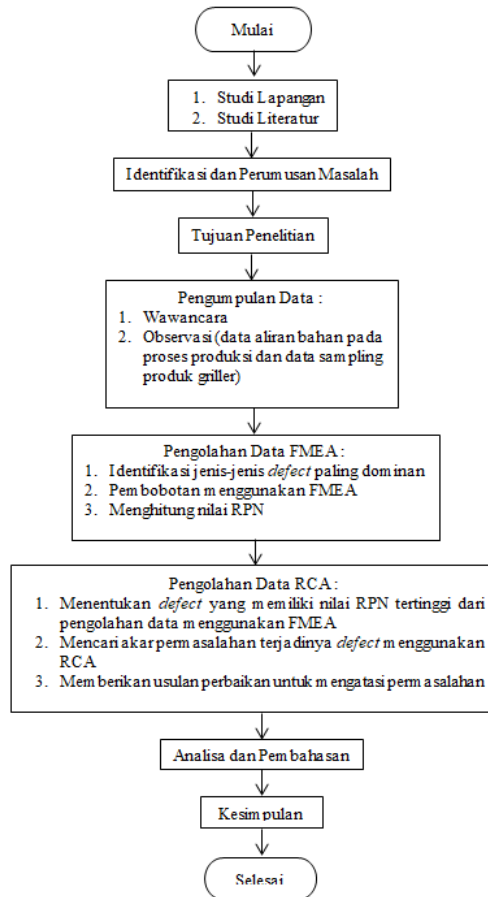 Mulai
1. Studi Lapangan
2. Studi Literatur
Identifikasi dan Perumusan Masalah
Tujuan Penelitian
Pengumpulan Data :
1. Wawancara
2. Observasi (data aliran bahan pada
proses produksi dan data sampling
produk griller)
Pengolahan Data FMEA :
1. Identifikasi jenis-jenis defect paling dominan
2. Pembobotan menggunakan FMEA
3. Menghitung nilai RPN
Pengolahan Data RCA :
1. Menentukan defect yang memiliki nilai RPN tertinggi dari
pengolahan data menggunakan FMEA
2. Mencari akar permasalahan terjadinya defect menggunakan
RCA
3. Memberikan usulan perbaikan untuk mengatasi permasalahan
Analisa dan Pembahasan
Kesimpulan
Selesai